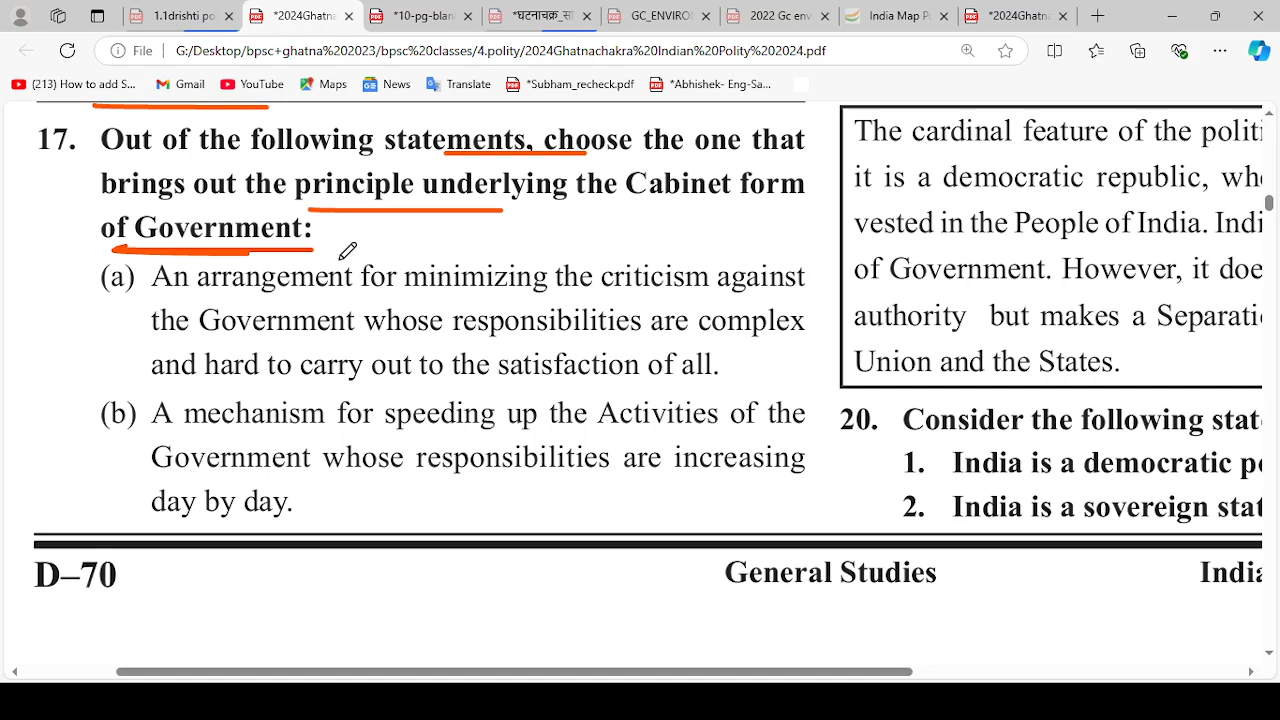 1.1drishti po
*2024Ghatna
*10-pg-blan
*घटनाचक्र_सा
GC_ENVIRO
2022 Gc env
India Map P
*2024Ghatn
File
G:/Desktop/bpsc+ghatna%202023/bpsc%20classes/4.polity/2024Ghatnachakra%20Indian%20Polity%202024.pdf
(213) How to add S...
Gmail
YouTube
Maps
News
Translate
*Subham_recheck.pdf
*Abhishek- Eng-Sa...
17. Out of the following statements, choose the one that
brings out the principle underlying the Cabinet form
of Government:
(a) An arrangement for minimizing the criticism against
the Government whose responsibilities are complex
and hard to carry out to the satisfaction of all.
(b) A mechanism for speeding up the Activities of the
Government whose responsibilities are increasing
day by day.
The cardinal feature of the politi
it is a democratic republic, wh
vested in the People of India. Indi
of Government. However, it doe
authority but makes a Separati
Union and the States.
20. Consider the following stat
1. India is a democratic p
2. India is a sovereign stat
D–70
General Studies
India